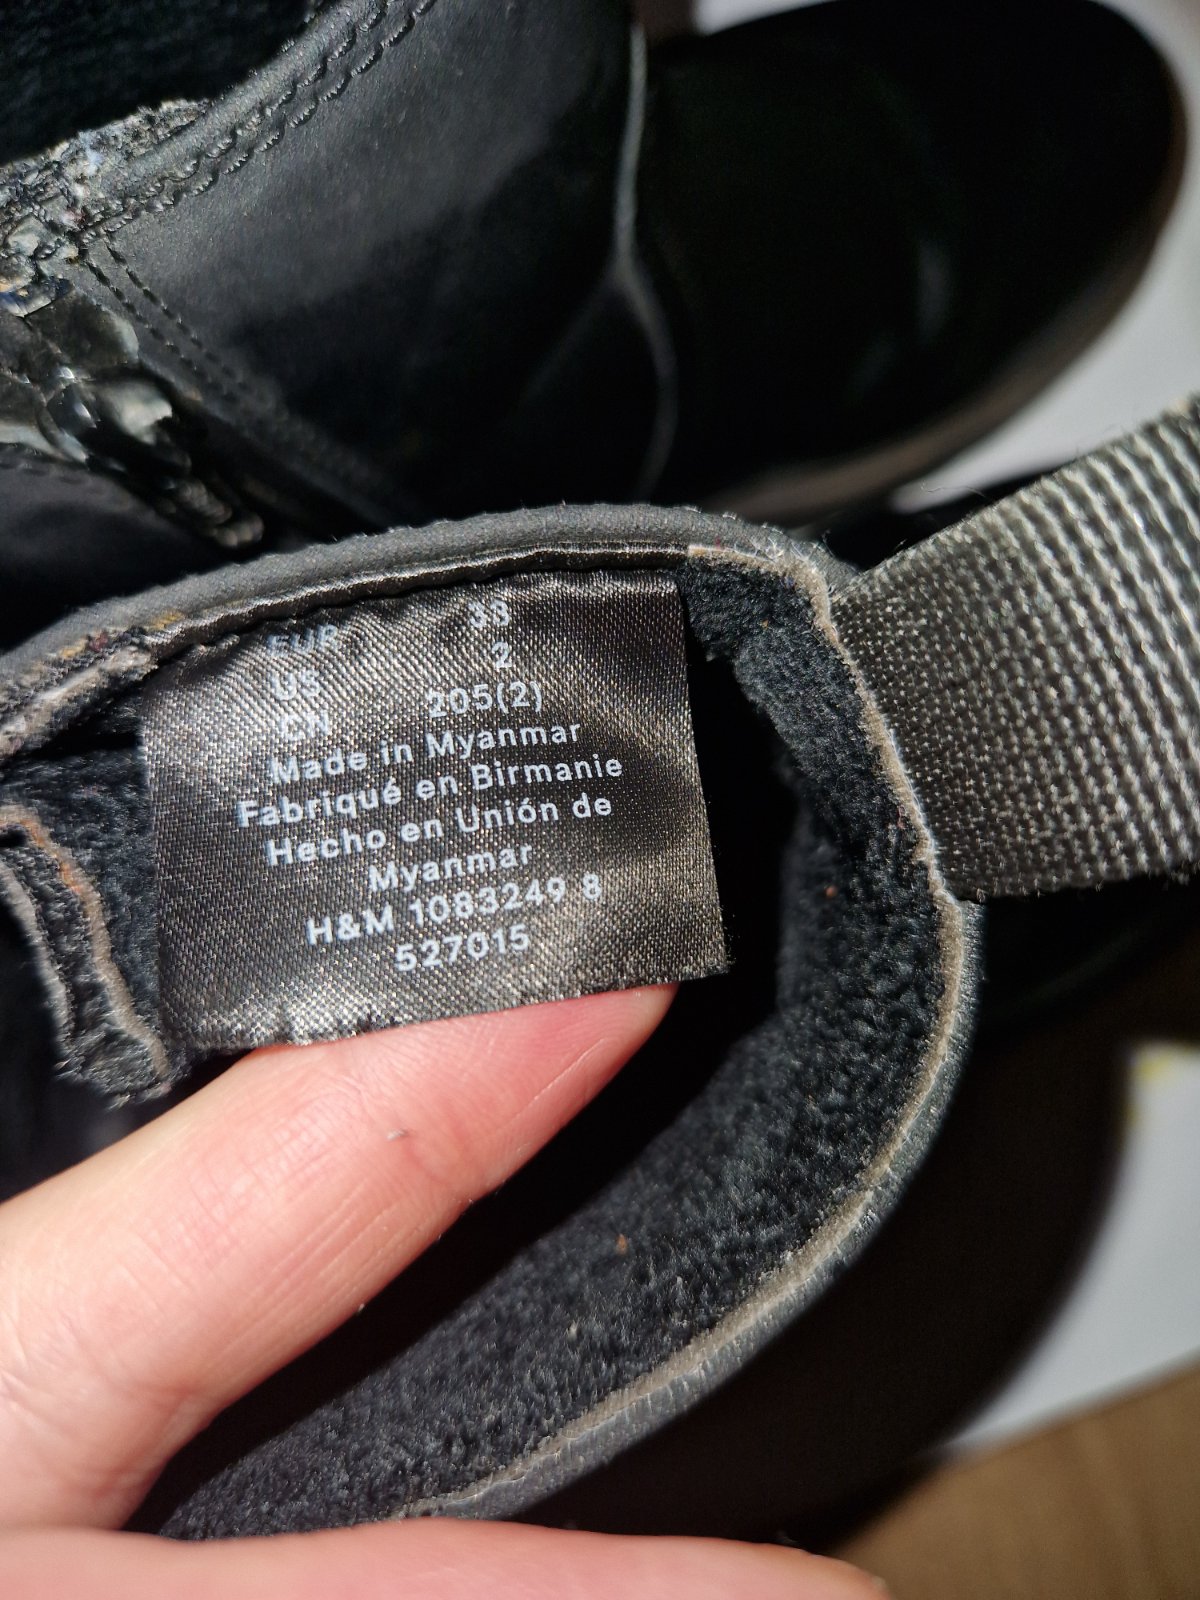 EUR 33
US 2
CN 205(2)
Made in Myanmar
Fabriqué en Birmanie
Hecho en Unión de
Myanmar
H&M 1083249 8
527015